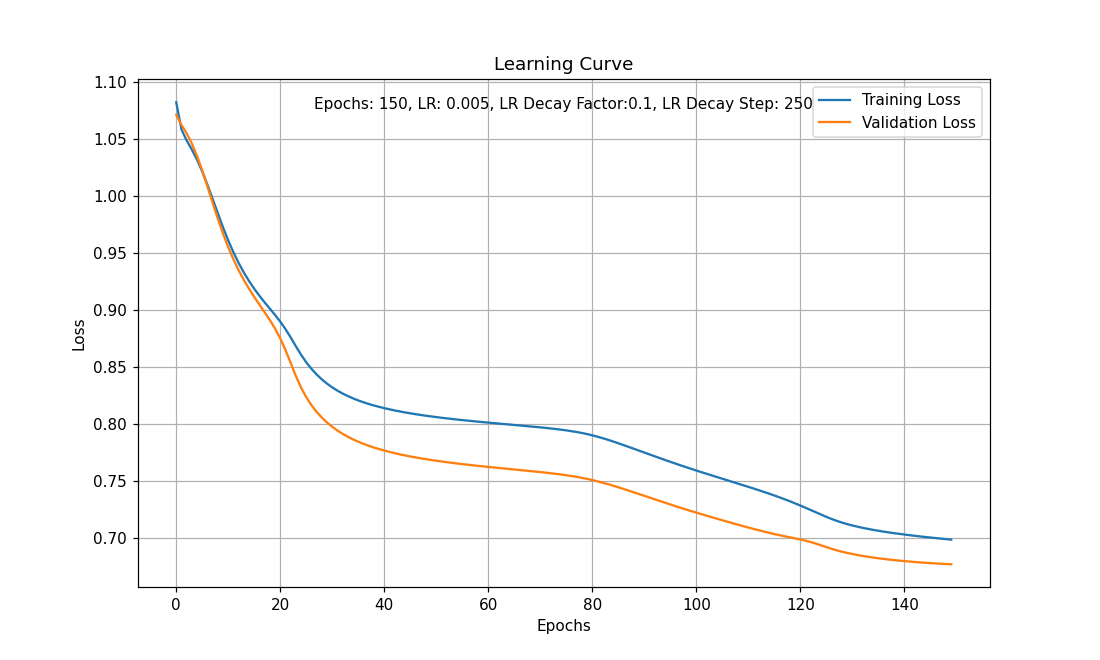 Learning Curve
Epochs: 150, LR: 0.005, LR Decay Factor:0.1, LR Decay Step: 250
Training Loss
Validation Loss
1.10
1.05
1.00
0.95
0.90
0.85
0.80
0.75
0.70
Loss
0 20 40 60 80 100 120 140
Epochs